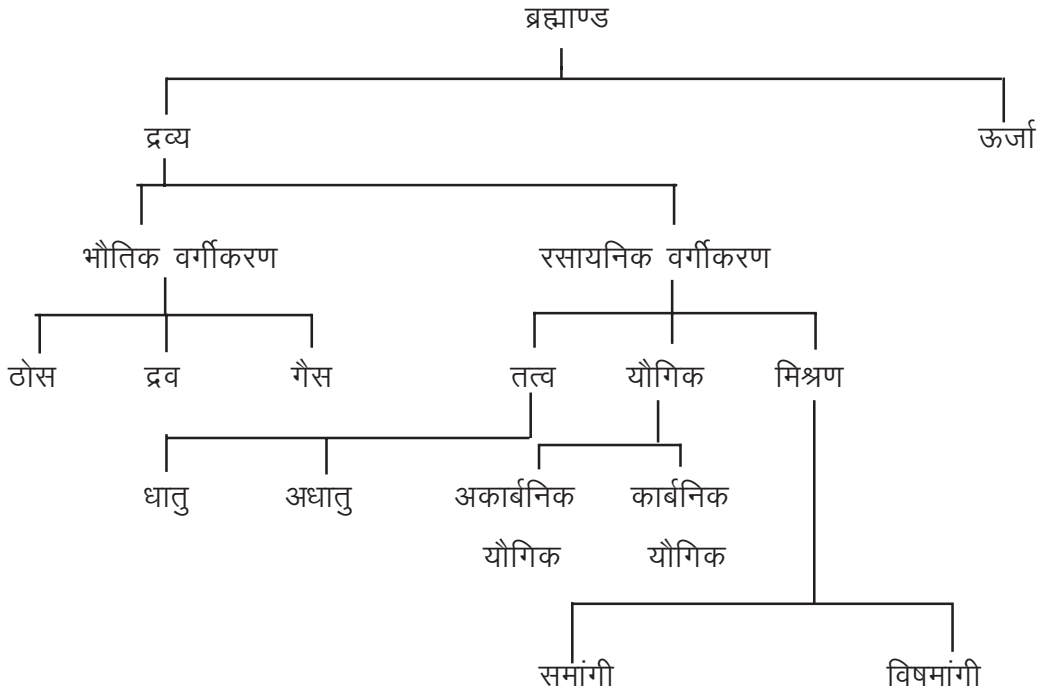 ब्रह्माण्ड
द्रव्य ऊर्जा
भौतिक वर्गीकरण रसायनिक वर्गीकरण
ठोस द्रव गैस तत्व यौगिक मिश्रण
धातु अधातु अकार्बनिक कार्बनिक
यौगिक यौगिक
समांगी विषमांगी